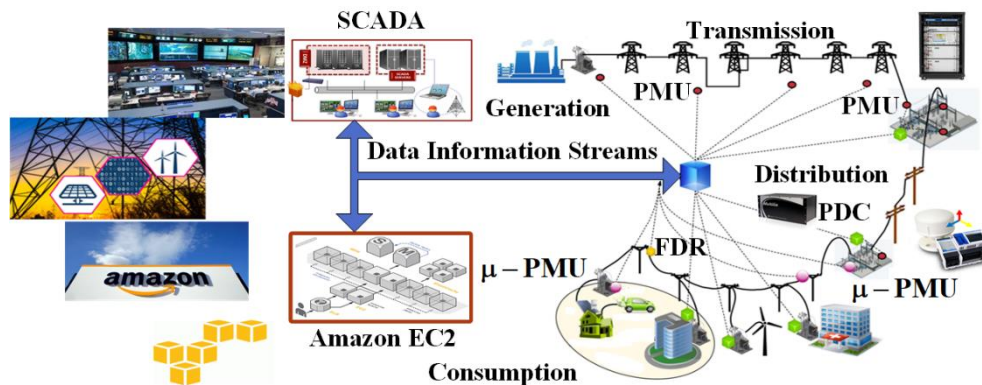 SCADA
Transmission
Generation
PMU
PMU
Data Information Streams
Distribution
PDC
FDR
μ – PMU
μ – PMU
amazon
Amazon EC2
Consumption